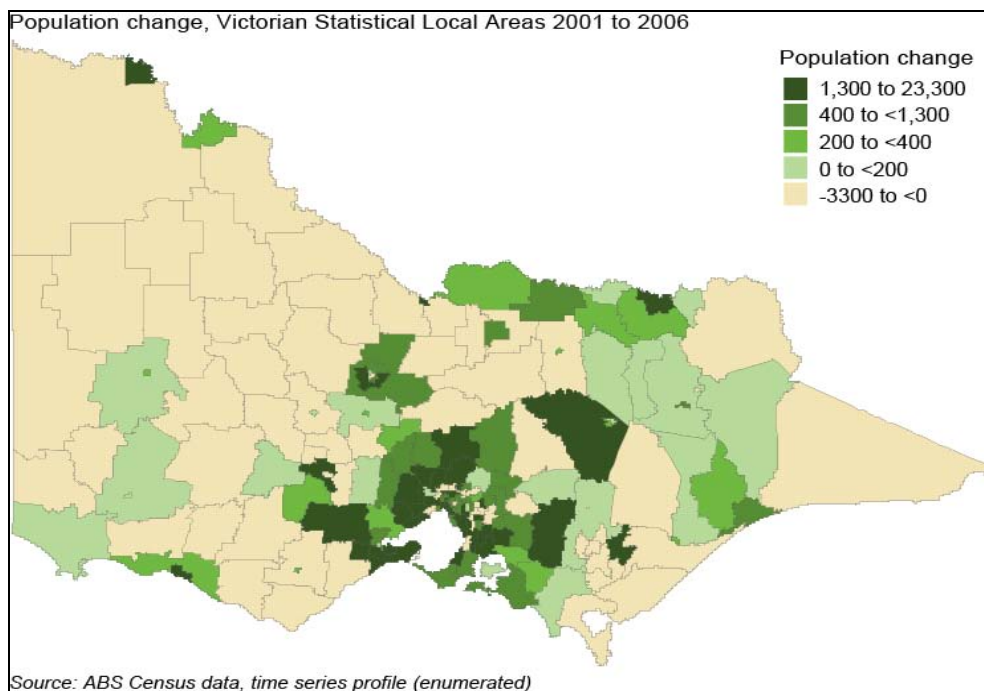 Population change, Victorian Statistical Local Areas 2001 to 2006
Population change
1,300 to 23,300
400 to <1,300
200 to <400
0 to <200
-3300 to <0
Source: ABS Census data, time series profile (enumerated)